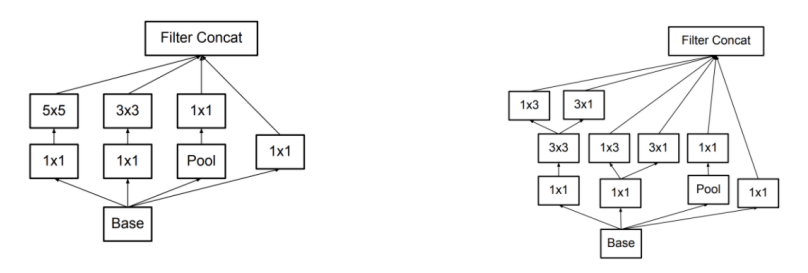 Filter Concat
5x5 3x3 1x1
1x1 1x1 Pool 1x1
Base
Filter Concat
1x3 3x1
3x3 1x3 3x1 1x1
1x1 1x1 Pool 1x1
Base